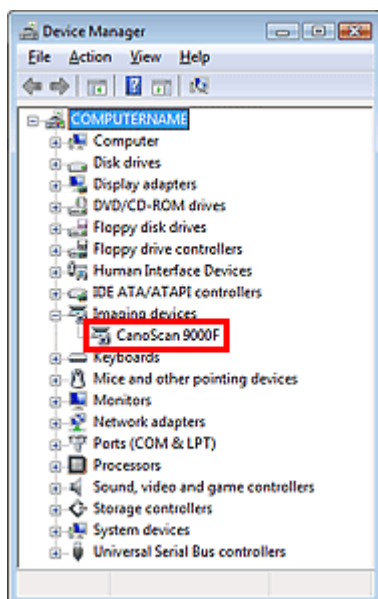 Device Manager
File Action View Help
COMPUTERNAME
Computer
Disk drives
Display adapters
DVD/CD-ROM drives
Floppy disk drives
Floppy drive controllers
Human Interface Devices
IDE ATA/ATAPI controllers
Imaging devices
CanoScan 9000F
Keyboards
Mice and other pointing devices
Monitors
Network adapters
Ports (COM & LPT)
Processors
Sound, video and game controllers
Storage controllers
System devices
Universal Serial Bus controllers